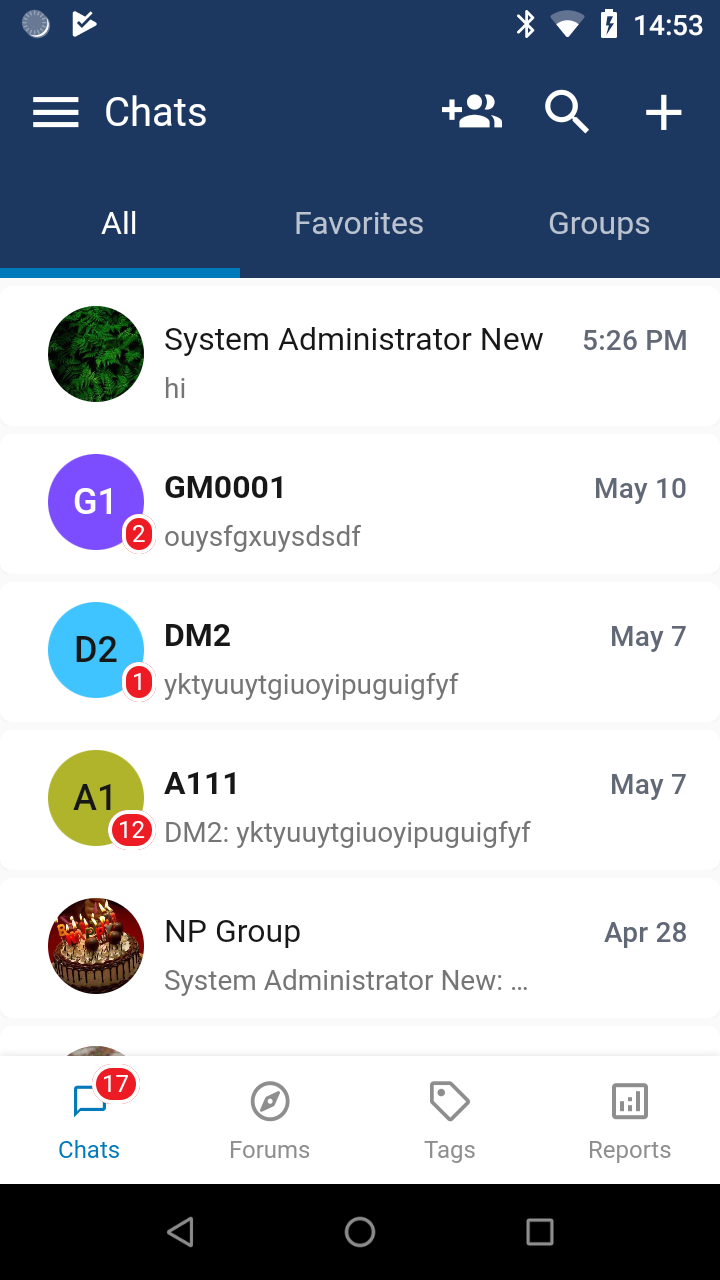 14:53
Chats
All Favorites Groups
System Administrator New 5:26 PM
hi
G1 GM0001 May 10
2 ouysfgxuysdsdf
D2 DM2 May 7
1 yktyuuytgiuoyipuguigfyf
A1 A111 May 7
12 DM2: yktyuuytgiuoyipuguigfyf
NP Group Apr 28
System Administrator New: ...
17
Chats Forums Tags Reports